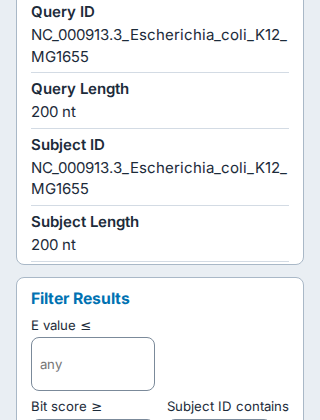 Query ID
NC_000913.3_Escherichia_coli_K12_
MG1655
Query Length
200 nt
Subject ID
NC_000913.3_Escherichia_coli_K12_
MG1655
Subject Length
200 nt
Filter Results
E value ≤
any
Bit score ≥ Subject ID contains